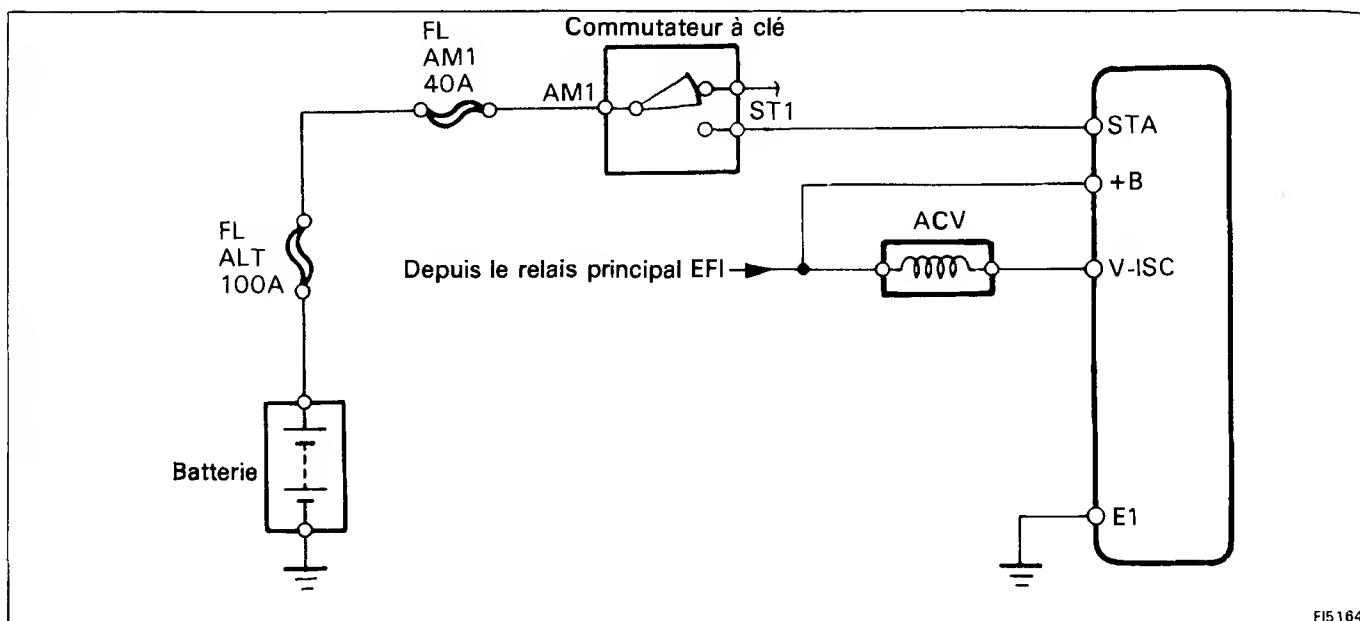 Commutateur à clé
FL
AM1
40A
AM1
ST1
STA
+B
FL
ALT
100A
ACV
Depuis le relais principal EFI
V-ISC
Batterie
E1
FI5164